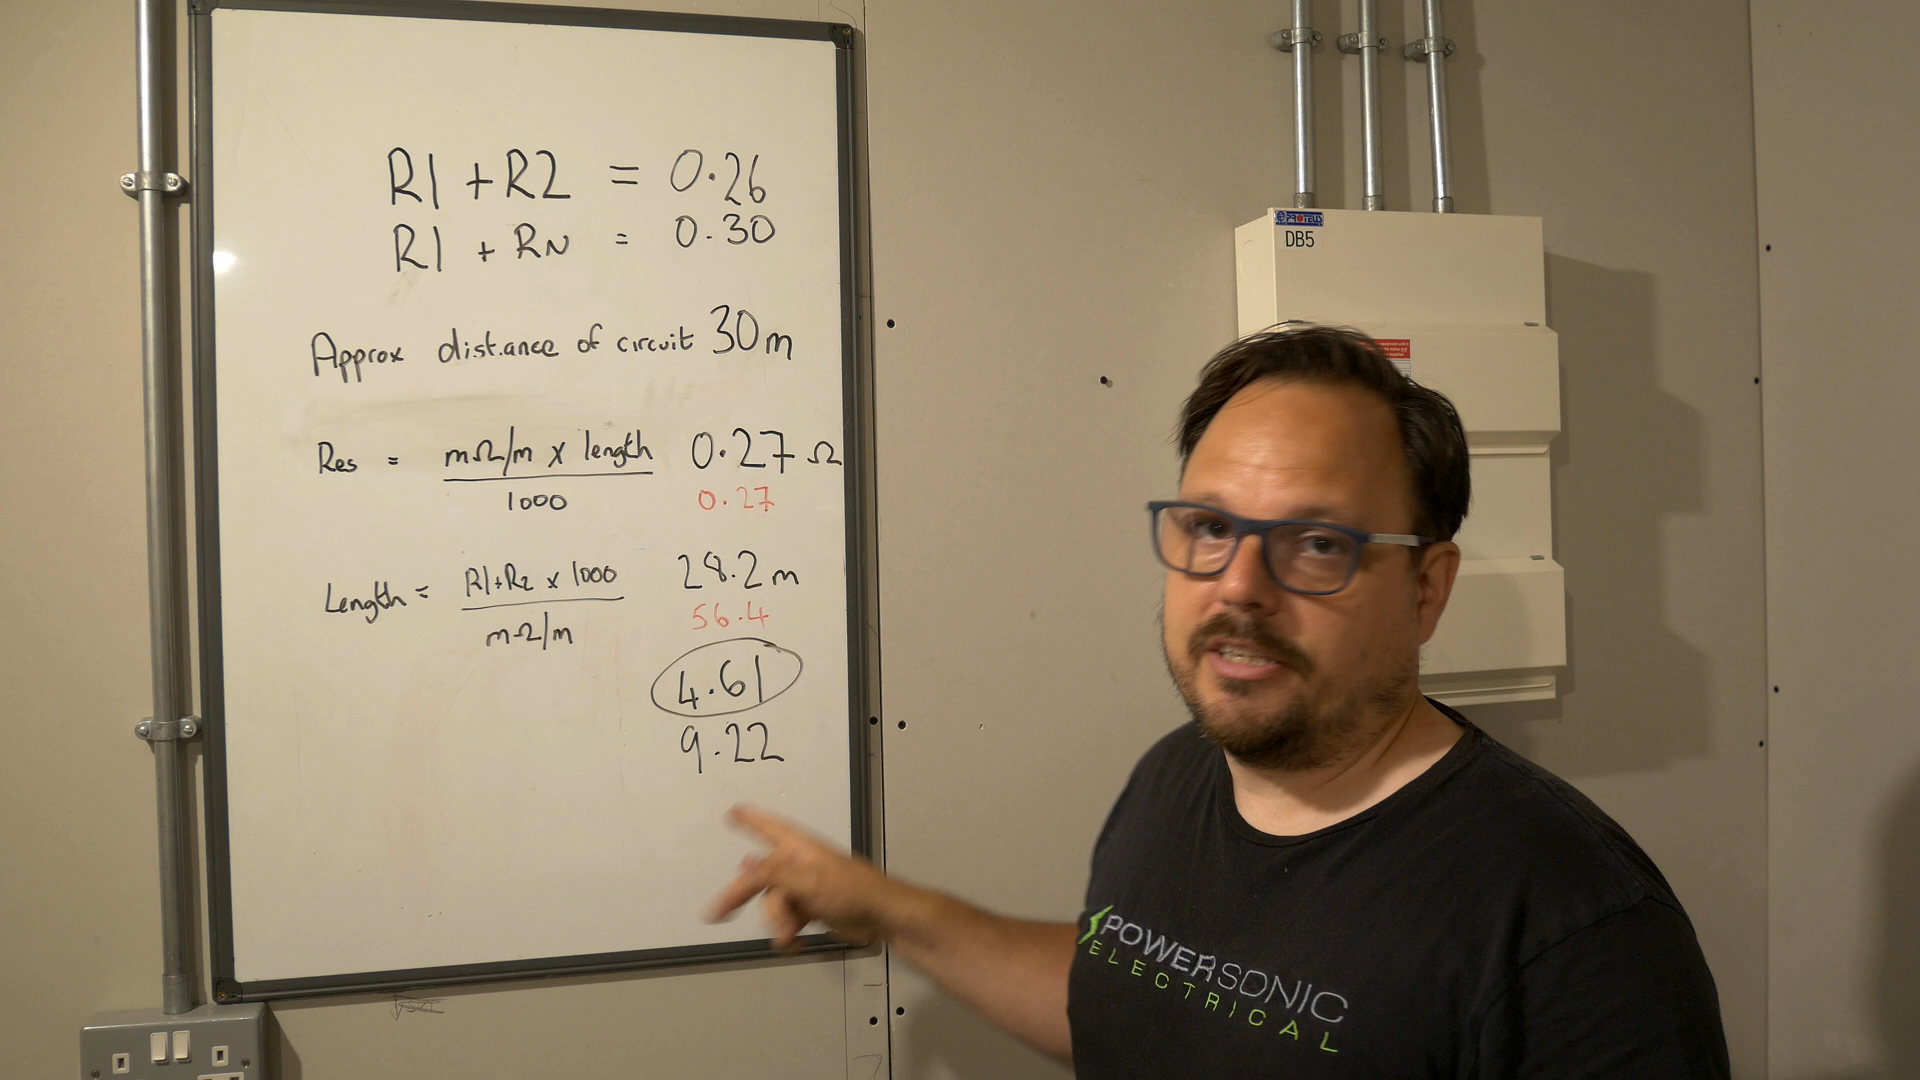 R1 + R2 = 0.26
R1 + RN = 0.30
Approx distance of circuit 30m
Res = mΩ/m x length 0.27 Ω
1000
0.27
Length = R1+R2 x 1000 28.2 m
mΩ/m
56.4
4.61
9.22
PROTEUS
DB5
POWERSONIC
ELECTRICAL